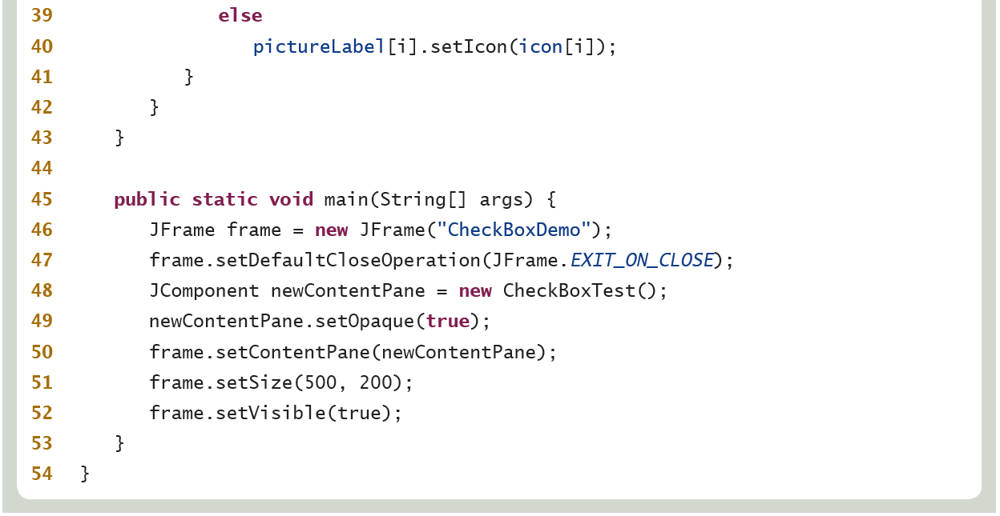 39 else
40 pictureLabel[i].setIcon(icon[i]);
41 }
42 }
43 }
44
45 public static void main(String[] args) {
46 JFrame frame = new JFrame("CheckBoxDemo");
47 frame.setDefaultCloseOperation(JFrame.EXIT_ON_CLOSE);
48 JComponent newContentPane = new CheckBoxTest();
49 newContentPane.setOpaque(true);
50 frame.setContentPane(newContentPane);
51 frame.setSize(500, 200);
52 frame.setVisible(true);
53 }
54 }